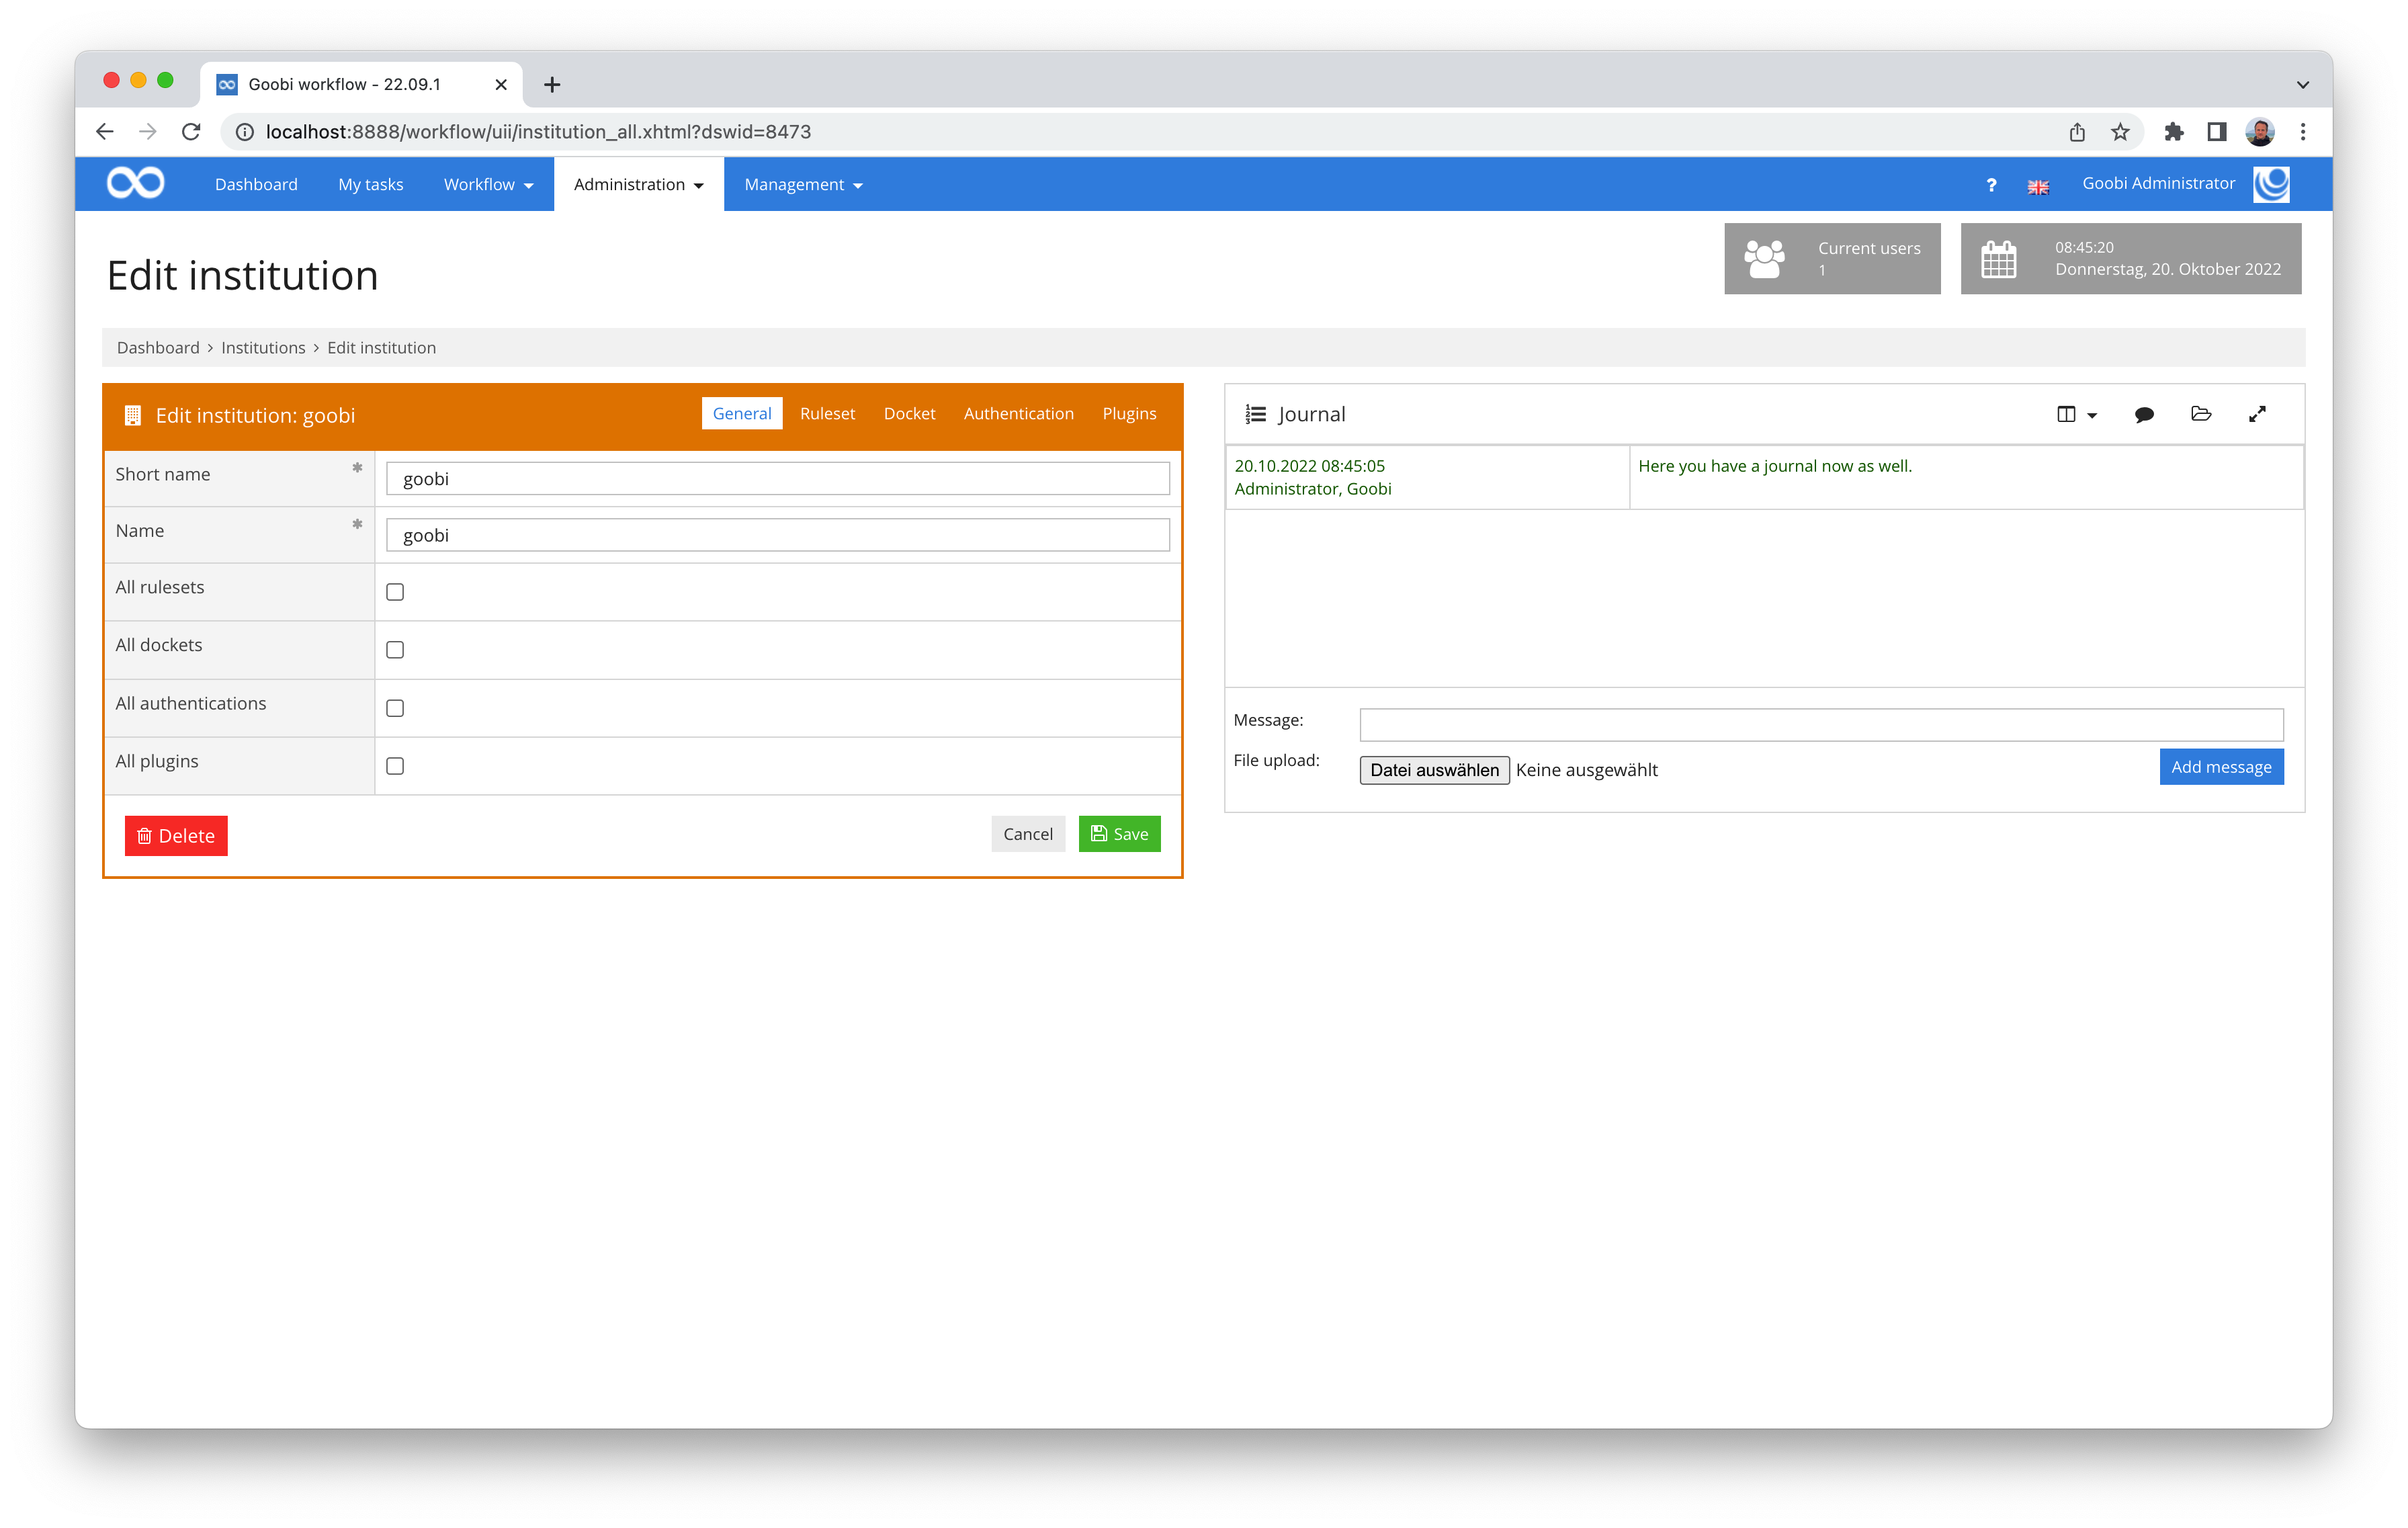 Goobi workflow - 22.09.1
localhost:8888/workflow/uii/institution_all.xhtml?dswid=8473
Dashboard My tasks Workflow Administration Management ? Goobi Administrator
Edit institution
Current users
1
08:45:20
Donnerstag, 20. Oktober 2022
Dashboard > Institutions > Edit institution
Edit institution: goobi General Ruleset Docket Authentication Plugins
Short name * goobi
Name * goobi
All rulesets
All dockets
All authentications
All plugins
Delete Cancel Save
Journal
20.10.2022 08:45:05 Here you have a journal now as well.
Administrator, Goobi
Message:
File upload: Datei auswählen Keine ausgewählt Add message